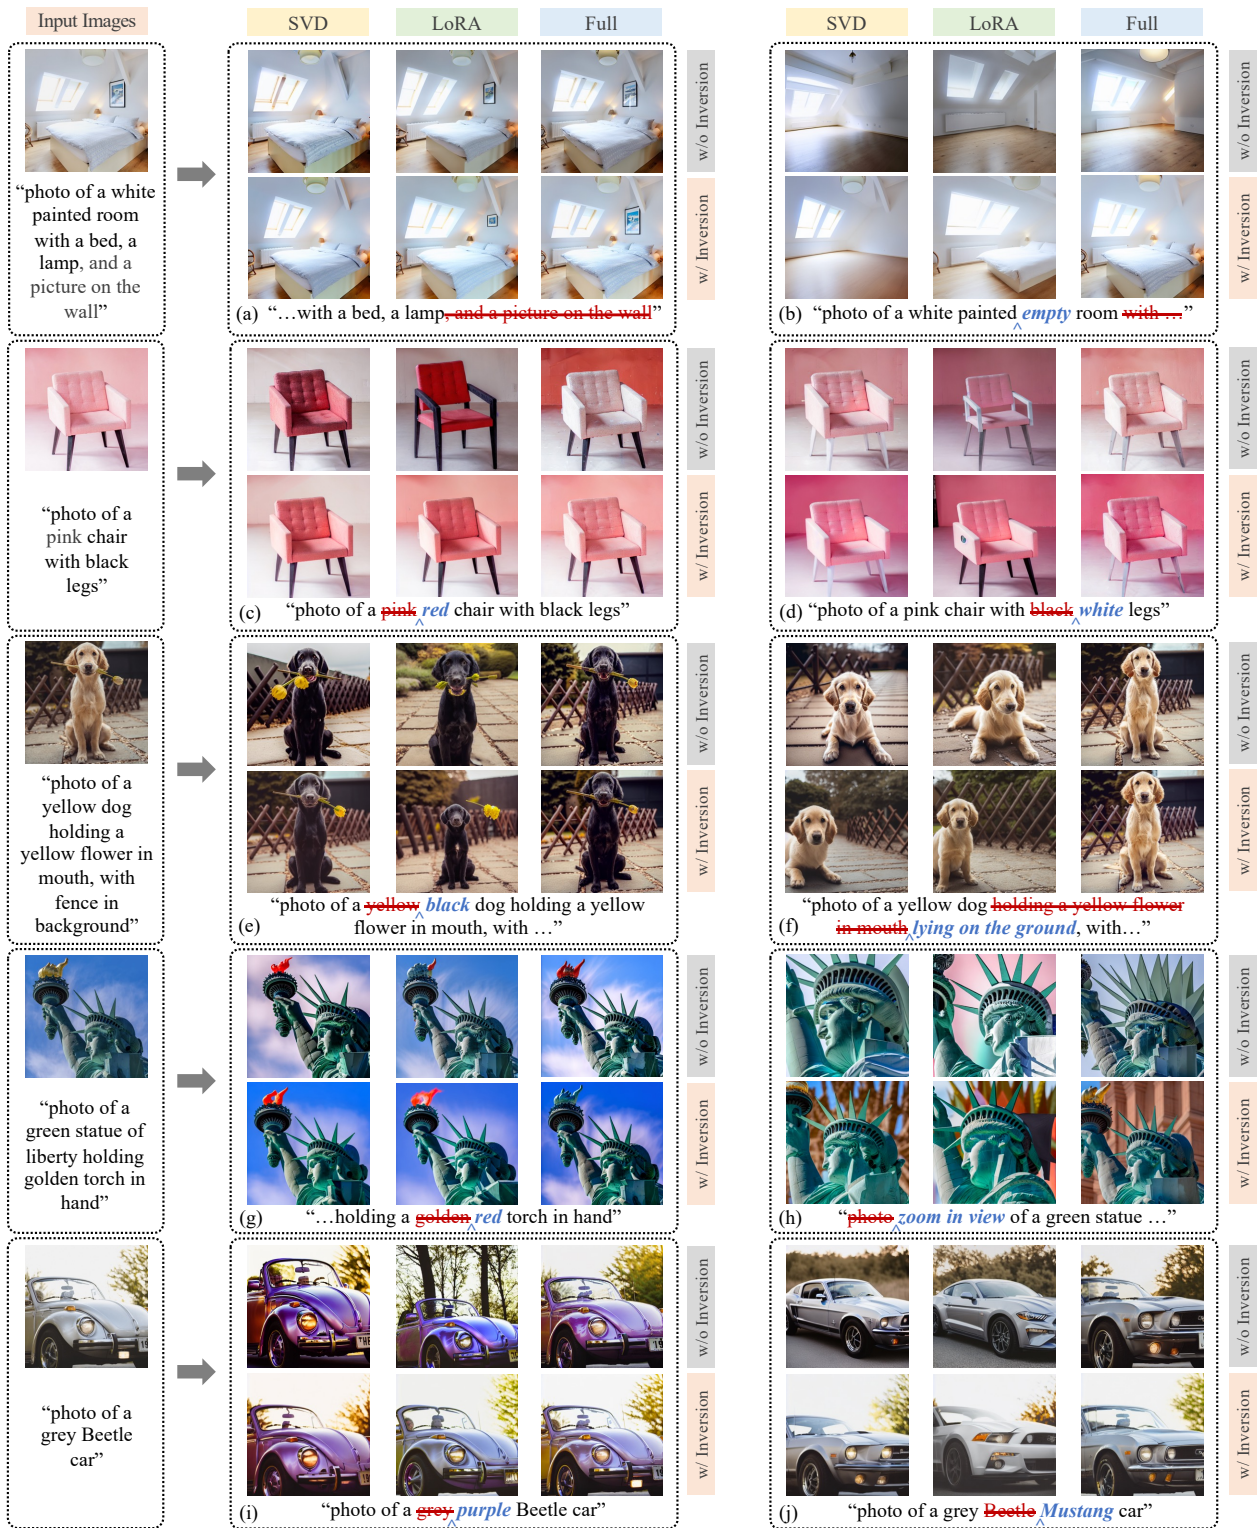 Input Images
SVD
LoRA
Full
SVD
LoRA
Full
“photo of a white
painted room
with a bed, a
lamp, and a
picture on the
wall”
w/o Inversion
w/ Inversion
(a) “…with a bed, a lamp, and a picture on the wall”
w/o Inversion
w/ Inversion
(b) “photo of a white painted ^ empty room with …”
“photo of a
pink chair
with black
legs”
w/o Inversion
w/ Inversion
(c) “photo of a pink ^ red chair with black legs”
w/o Inversion
w/ Inversion
(d) “photo of a pink chair with black ^ white legs”
“photo of a
yellow dog
holding a
yellow flower in
mouth, with
fence in
background”
w/o Inversion
w/ Inversion
(e) “photo of a yellow ^ black dog holding a yellow
flower in mouth, with …”
w/o Inversion
w/ Inversion
(f) “photo of a yellow dog holding a yellow flower
in mouth ^ lying on the ground, with…”
“photo of a
green statue of
liberty holding
golden torch in
hand”
w/o Inversion
w/ Inversion
(g) “…holding a golden ^ red torch in hand”
w/o Inversion
w/ Inversion
(h) “photo ^ zoom in view of a green statue …”
“photo of a
grey Beetle
car”
w/o Inversion
w/ Inversion
(i) “photo of a grey ^ purple Beetle car”
w/o Inversion
w/ Inversion
(j) “photo of a grey Beetle ^ Mustang car”